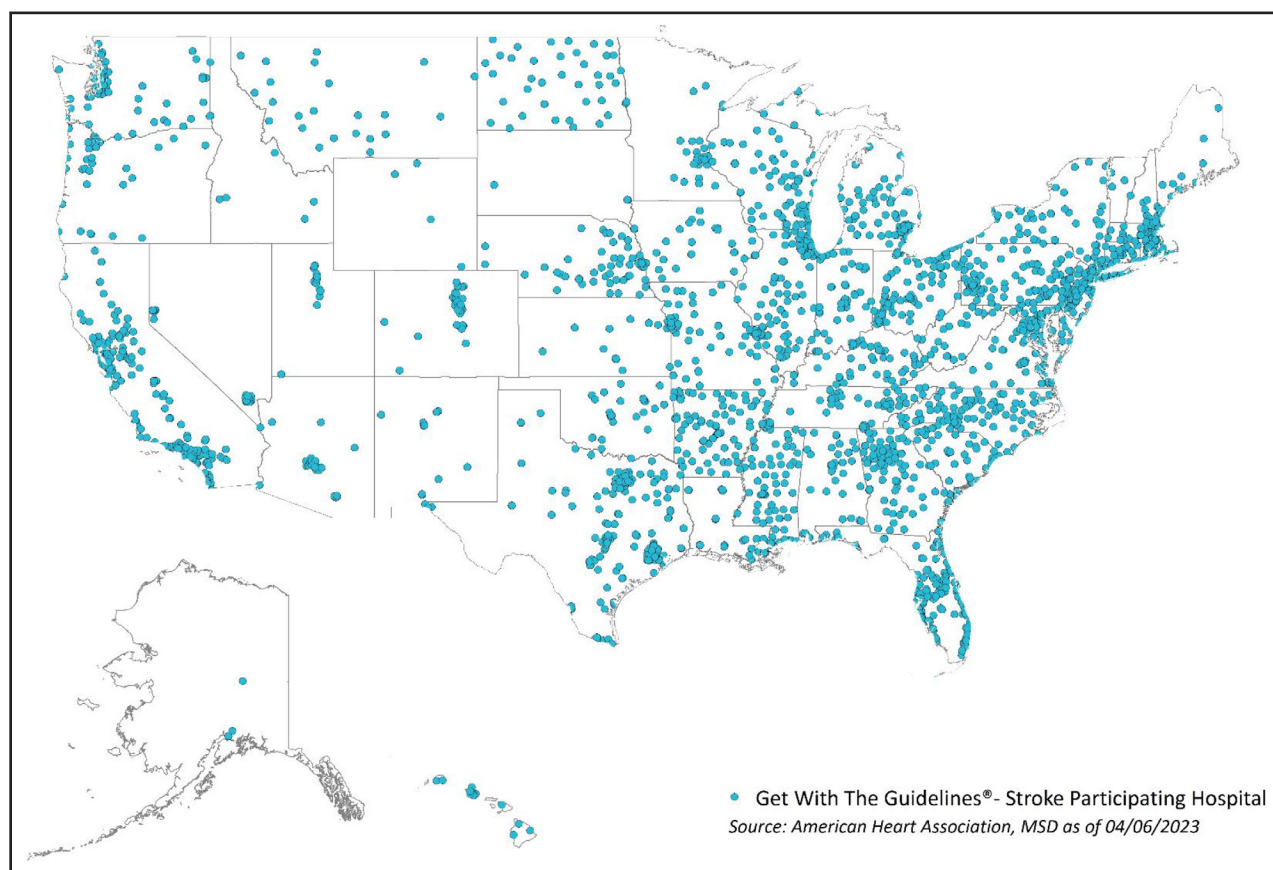 Get With The Guidelines®- Stroke Participating Hospital
Source: American Heart Association, MSD as of 04/06/2023